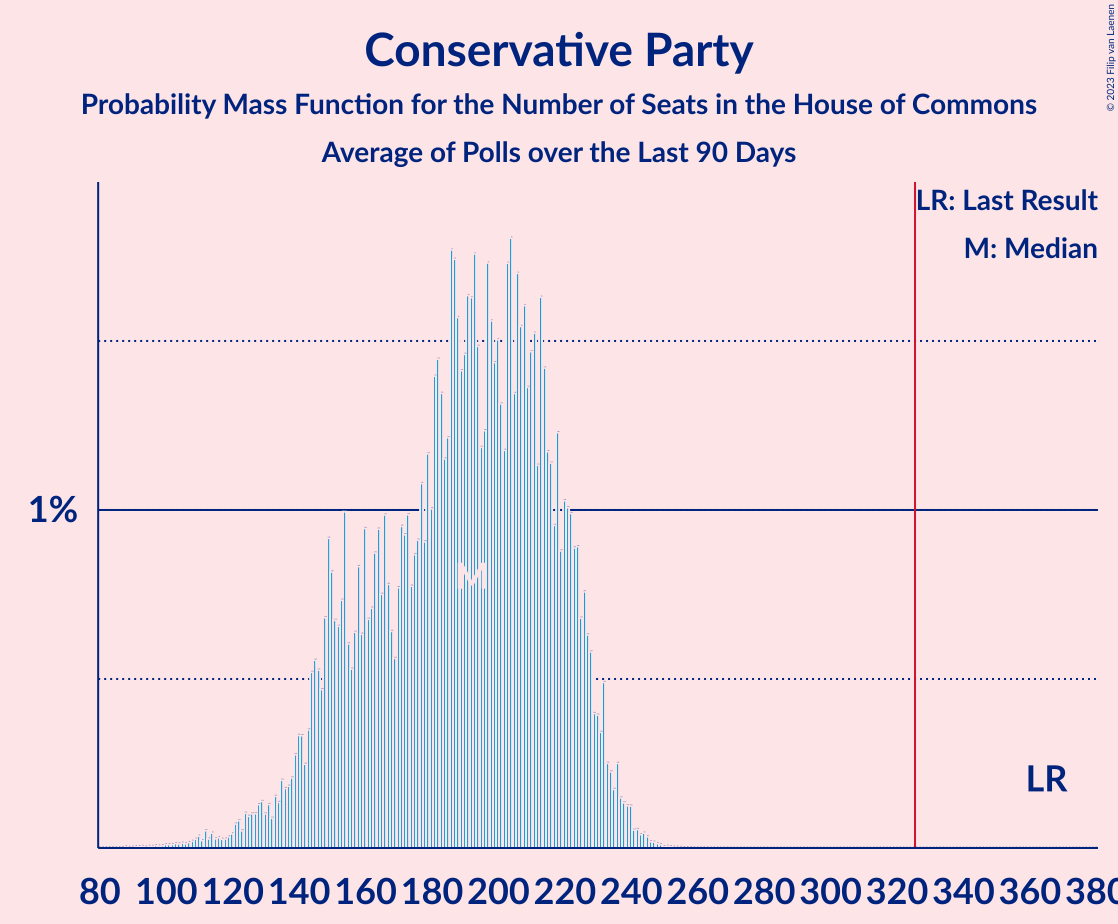 Conservative Party
Probability Mass Function for the Number of Seats in the House of Commons
Average of Polls over the Last 90 Days
© 2023 Filip van Laenen
LR: Last Result
M: Median
1%
M
LR
80 100 120 140 160 180 200 220 240 260 280 300 320 340 360 380